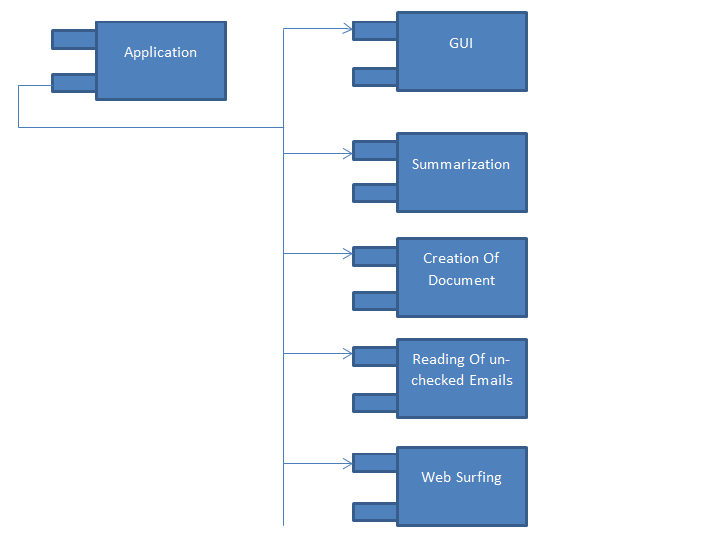 Application
GUI
Summarization
Creation Of
Document
Reading Of un-
checked Emails
Web Surfing